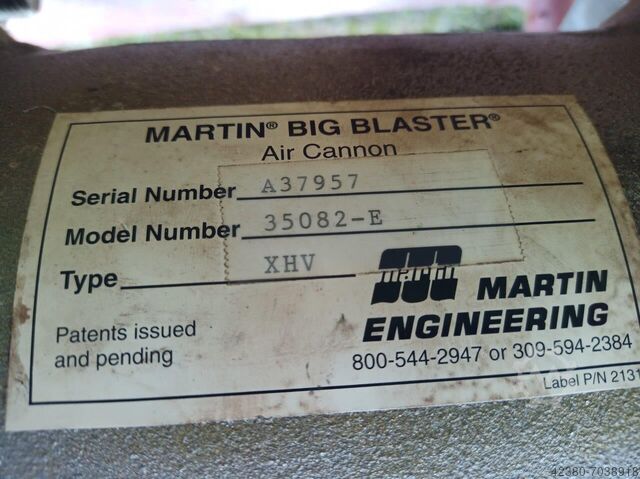 MARTIN® BIG BLASTER®
Air Cannon
Serial Number A37957
Model Number 35082-E
Type XHV
martin MARTIN
ENGINEERING
Patents issued
and pending
800-544-2947 or 309-594-2384
Label P/N 2131
42380-7038918